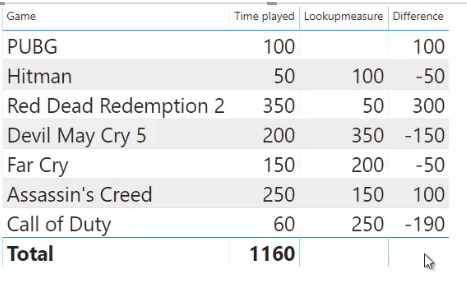 Game Time played Lookupmeasure Difference
PUBG 100 100
Hitman 50 100 -50
Red Dead Redemption 2 350 50 300
Devil May Cry 5 200 350 -150
Far Cry 150 200 -50
Assassin's Creed 250 150 100
Call of Duty 60 250 -190
Total 1160